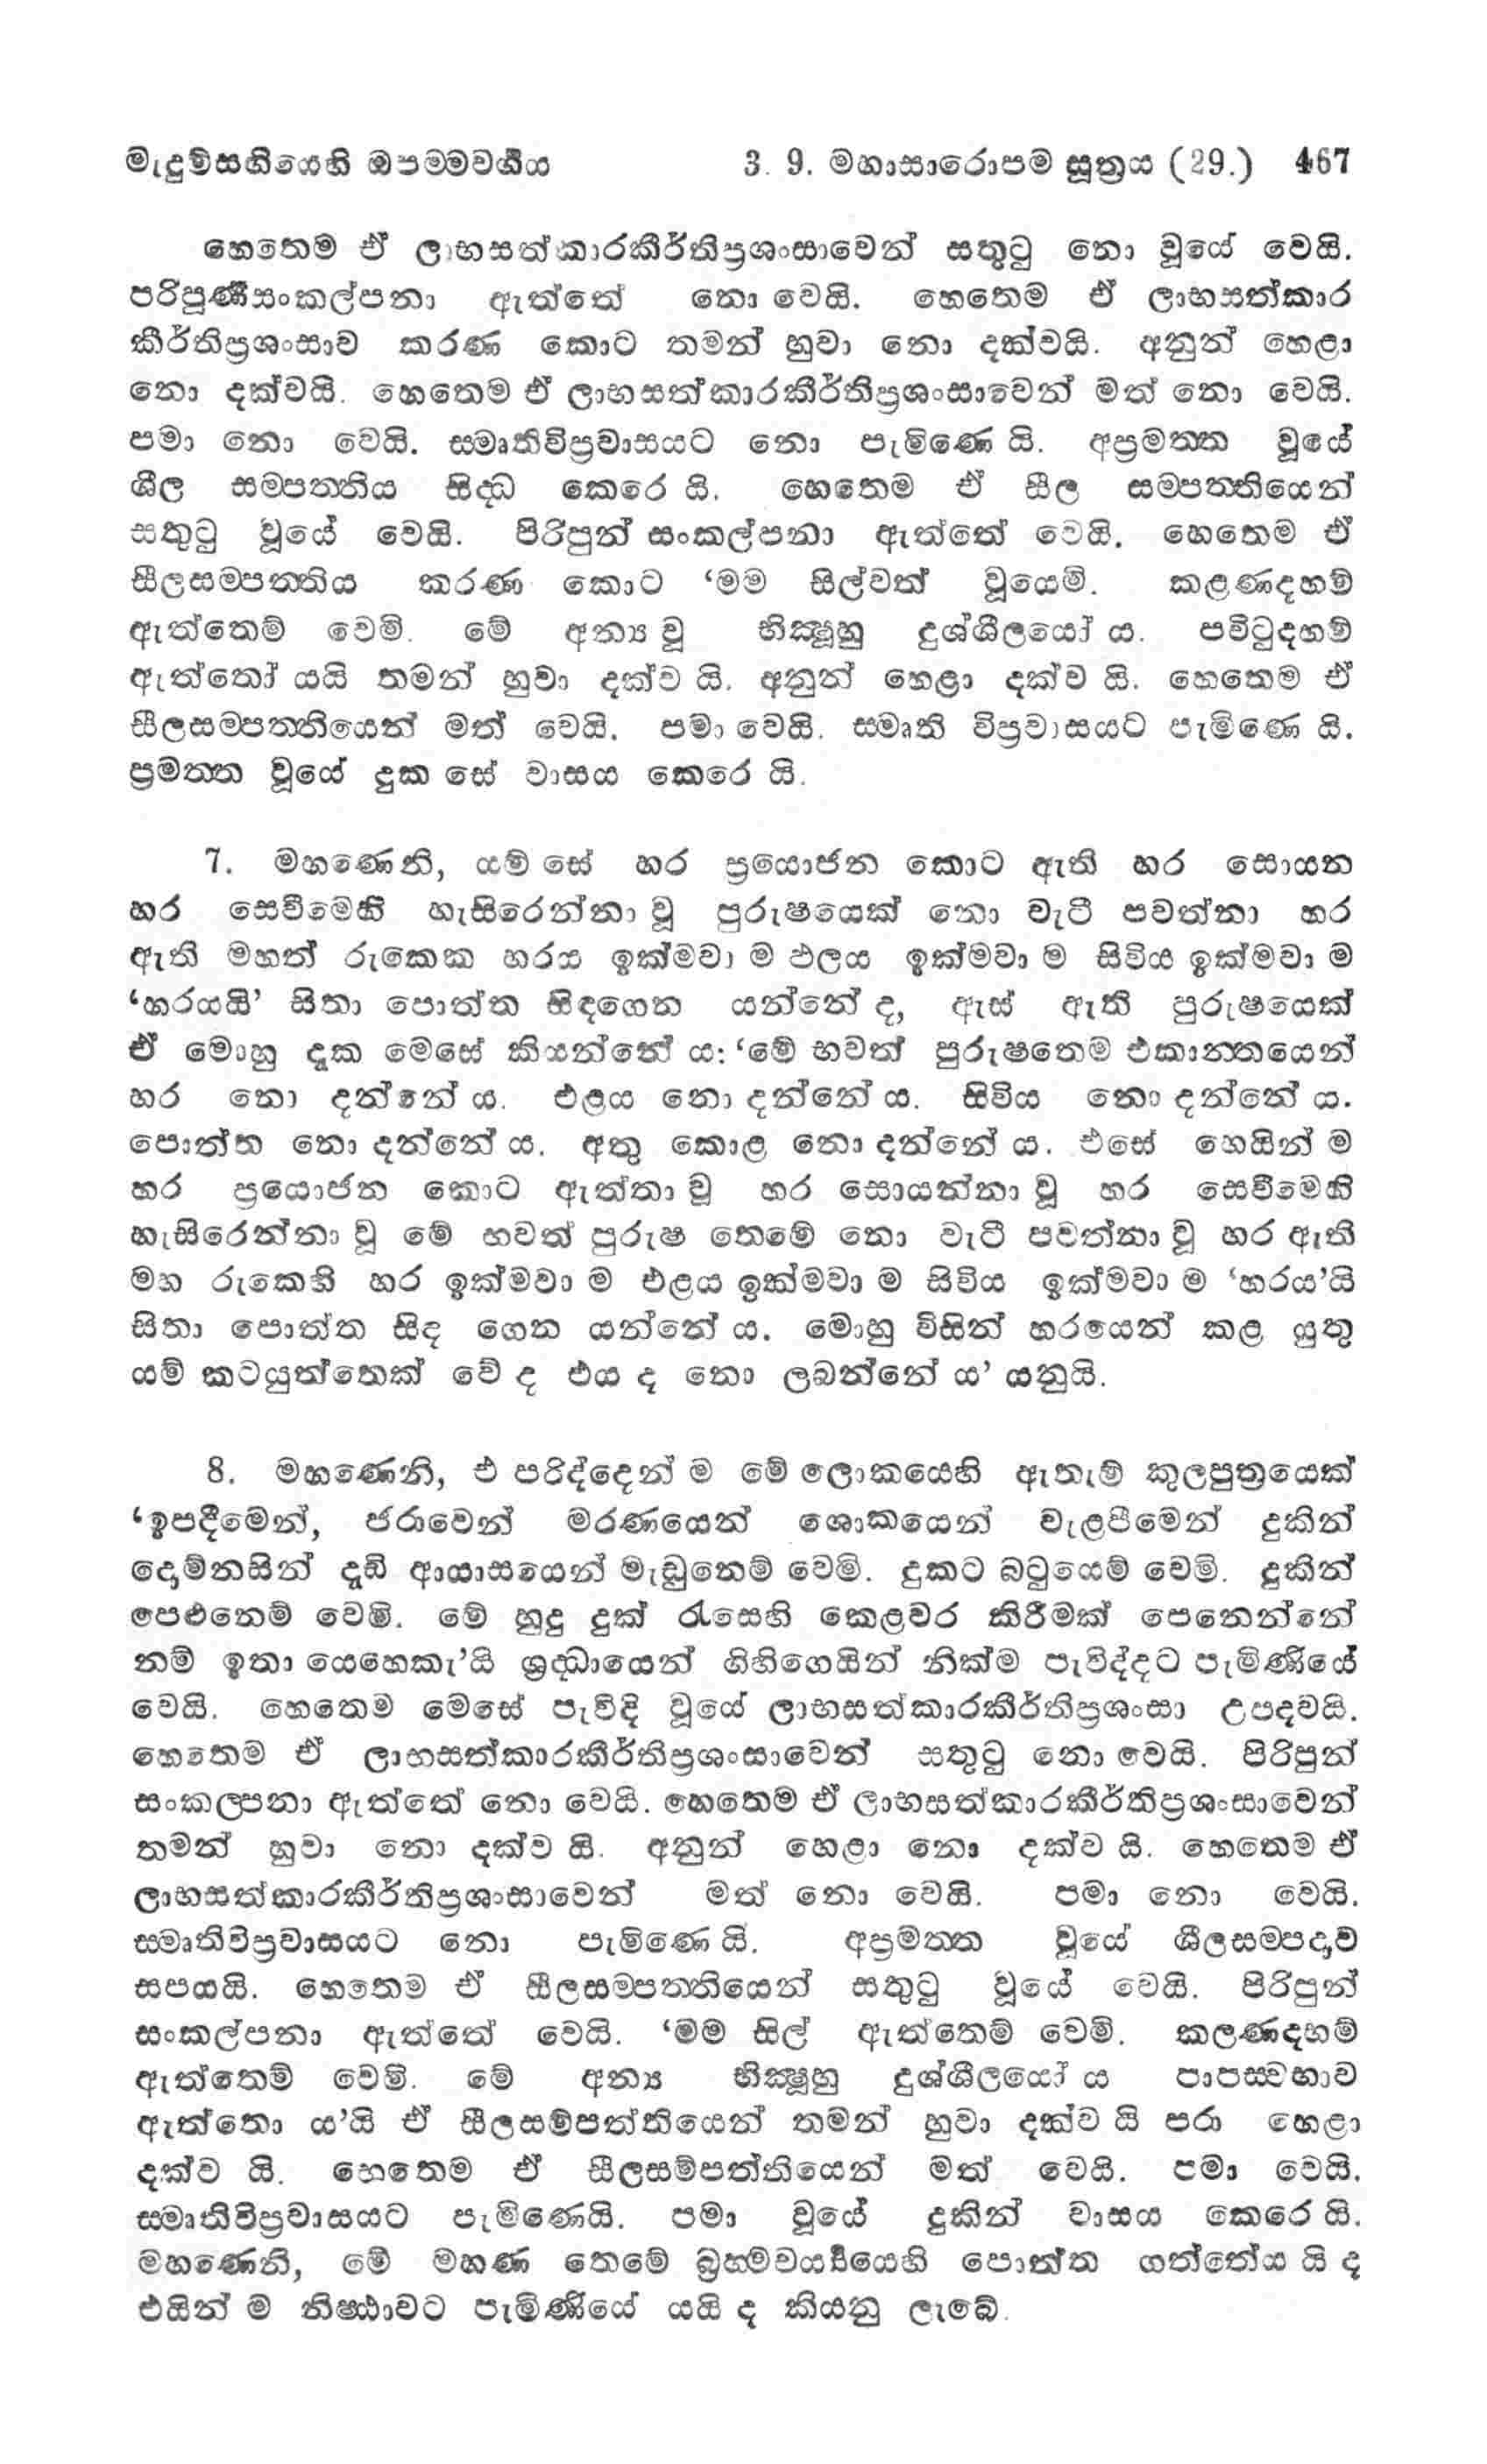 මැදුම්සඟියෙහි ඔපම්මවර්‍ගය 3. 9. මහාසාරොපම සූත්‍රය (29.) 467
හෙතෙම ඒ ලාභසත්කාරකීර්තිප්‍රශංසාවෙන් සතුටු නො වූයේ වෙයි.
පරිපූර්‍ණසංකල්පනා ඇත්තේ නො වෙයි. හෙතෙම ඒ ලාභසත්කාර
කීර්තිප්‍රශංසාව කරණ කොට තමන් හුවා නො දක්වයි. අනුන් හෙළා
නො දක්වයි. හෙතෙම ඒ ලාභසත්කාරකීර්තිප්‍රශංසාවෙන් මත් නො වෙයි.
පමා නො වෙයි. ස්මෘතිවිප්‍රවාසයට නො පැමිණෙ යි. අප්‍රමත්ත වූයේ
ශීල සම්පත්තිය සිද්ධ කෙරෙ යි. හෙතෙම ඒ සීල සම්පත්තියෙන්
සතුටු වූයේ වෙයි. පිරිපුන් සංකල්පනා ඇත්තේ වෙයි. හෙතෙම ඒ
සීලසම්පත්තිය කරණ කොට ‘මම සිල්වත් වූයෙමි. කළණදහම්
ඇත්තෙම් වෙමි. මේ අන්‍ය වූ භික්‍ෂූහු දුශ්ශීලයෝ ය. පවිටුදහම්
ඇත්තෝ යයි තමන් හුවා දක්ව යි. අනුන් හෙළා දක්ව යි. හෙතෙම ඒ
සීලසම්පත්තියෙන් මත් වෙයි. පමා වෙයි. ස්මෘති විප්‍රවාසයට පැමිණෙ යි.
ප්‍රමත්ත වූයේ දුක සේ වාසය කෙරෙ යි.
7. මහණෙනි, යම් සේ හර ප්‍රයොජන කොට ඇති හර සොයන
හර සෙවීමෙහි හැසිරෙන්නා වූ පුරුෂයෙක් නො වැටී පවත්නා හර
ඇති මහත් රුකෙක හරය ඉක්මවා ම ඵලය ඉක්මවා ම සිවිය ඉක්මවා ම
‘හරයයි’ සිතා පොත්ත සිඳගෙන යන්නේ ද, ඇස් ඇති පුරුෂයෙක්
ඒ මොහු දැක මෙසේ කියන්නේ ය: ‘මේ භවත් පුරුෂතෙම එකාන්තයෙන්
හර නො දන්නේ ය. එළය නො දන්නේ ය. සිවිය නො දන්නේ ය.
පොත්ත නො දන්නේ ය. අතු කොළ නො දන්නේ ය. එසේ හෙයින් ම
හර ප්‍රයොජන කොට ඇත්තා වූ හර සොයන්නා වූ හර සෙවීමෙහි
හැසිරෙන්නා වූ මේ භවත් පුරුෂ තෙමේ නො වැටී පවත්නා වූ හර ඇති
මහ රුකෙහි හර ඉක්මවා ම එළය ඉක්මවා ම සිවිය ඉක්මවා ම ‘හරය’යි
සිතා පොත්ත සිඳ ගෙන යන්නේ ය. මොහු විසින් හරයෙන් කළ යුතු
යම් කටයුත්තෙක් වේ ද එය ද නො ලබන්නේ ය’ යනුයි.
8. මහණෙනි, එ පරිද්දෙන් ම මේ ලොකයෙහි ඇතැම් කුලපුත්‍රයෙක්
‘ඉපදීමෙන්, ජරාවෙන් මරණයෙන් ශොකයෙන් වැළපීමෙන් දුකින්
දොම්නසින් දැඩි ආයාසයෙන් මැඩුනෙම් වෙමි. දුකට බටුයෙම් වෙමි. දුකින්
පෙළුනෙම් වෙමි. මේ හුදු දුක් රැසෙහි කෙළවර කිරීමක් පෙනෙන්නේ
නම් ඉතා යෙහෙකැ’යි ශ්‍රද්ධායෙන් ගිහිගෙයින් නික්ම පැවිද්දට පැමිණියේ
වෙයි. හෙතෙම මෙසේ පැවිදි වූයේ ලාභසත්කාරකීර්තිප්‍රශංසා උපදවයි.
හෙතෙම ඒ ලාභසත්කාරකීර්තිප්‍රශංසාවෙන් සතුටු නො වෙයි. පිරිපුන්
සංකල්පනා ඇත්තේ නො වෙයි. හෙතෙම ඒ ලාභසත්කාරකීර්තිප්‍රශංසාවෙන්
තමන් හුවා නො දක්ව යි. අනුන් හෙළා නො දක්ව යි. හෙතෙම ඒ
ලාභසත්කාරකීර්තිප්‍රශංසාවෙන් මත් නො වෙයි. පමා නො වෙයි.
ස්මෘතිවිප්‍රවාසයට නො පැමිණෙ යි. අප්‍රමත්ත වූයේ ශීලසම්පදාව
සපයයි. හෙතෙම ඒ සීලසම්පත්තියෙන් සතුටු වූයේ වෙයි. පිරිපුන්
සංකල්පනා ඇත්තේ වෙයි. ‘මම සිල් ඇත්තෙම් වෙමි. කලණදහම්
ඇත්තෙම් වෙමි. මේ අන්‍ය භික්‍ෂූහු දුශ්ශීලයෝ ය පාපස්වභාව
ඇත්තො ය’යි ඒ සීලසම්පත්තියෙන් තමන් හුවා දක්ව යි පරා හෙළා
දක්ව යි. හෙතෙම ඒ සීලසම්පත්තියෙන් මත් වෙයි. පමා වෙයි.
ස්මෘතිවිප්‍රවාසයට පැමිණෙයි. පමා වූයේ දුකින් වාසය කෙරෙ යි.
මහණෙනි, මේ මහණ තෙමේ බ්‍රහ්මචර්‍ය්‍යයෙහි පොත්ත ගත්තේය යි ද
එයින් ම නිෂ්ඨාවට පැමිණියේ යයි ද කියනු ලැබේ.